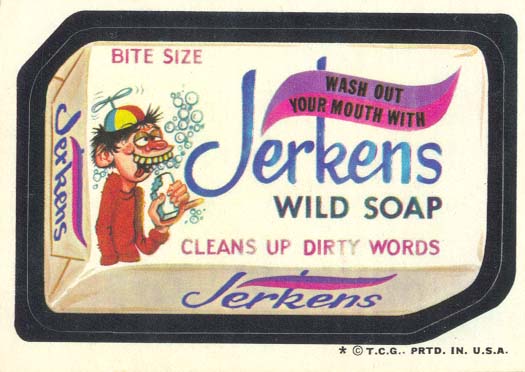 BITE SIZE
WASH OUT
YOUR MOUTH WITH
Jerkens
WILD SOAP
CLEANS UP DIRTY WORDS
Jerkens
Jerkens
* © T.C.G. PRTD. IN. U.S.A.